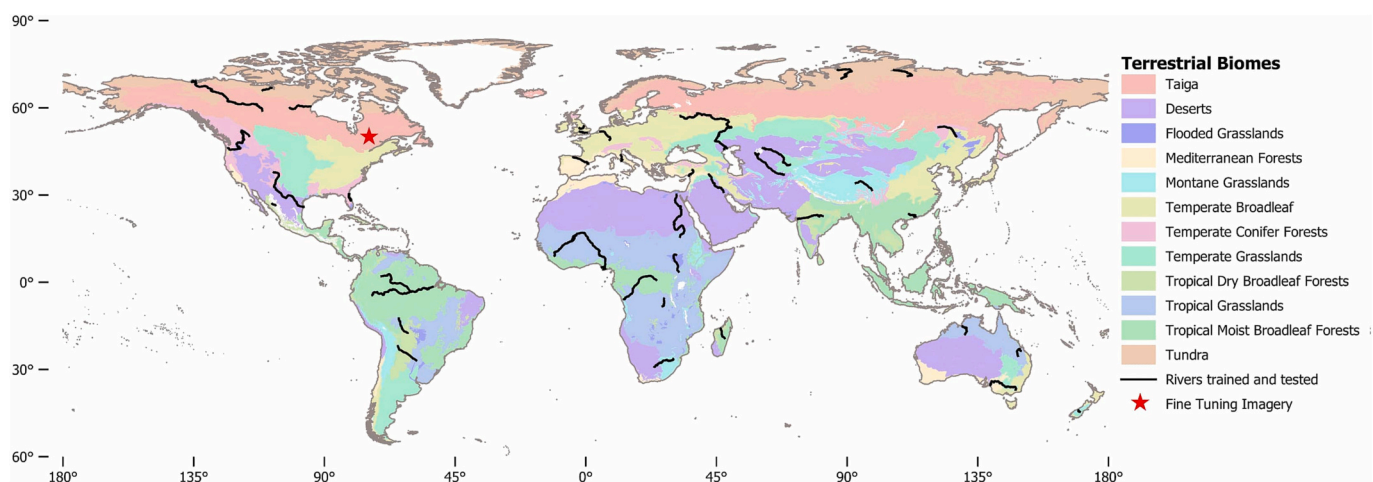 90°
60°
30°
0°
30°
60°
180°
135°
90°
45°
0°
45°
90°
135°
180°
Terrestrial Biomes
Taiga
Deserts
Flooded Grasslands
Mediterranean Forests
Montane Grasslands
Temperate Broadleaf
Temperate Conifer Forests
Temperate Grasslands
Tropical Dry Broadleaf Forests
Tropical Grasslands
Tropical Moist Broadleaf Forests
Tundra
Rivers trained and tested
Fine Tuning Imagery